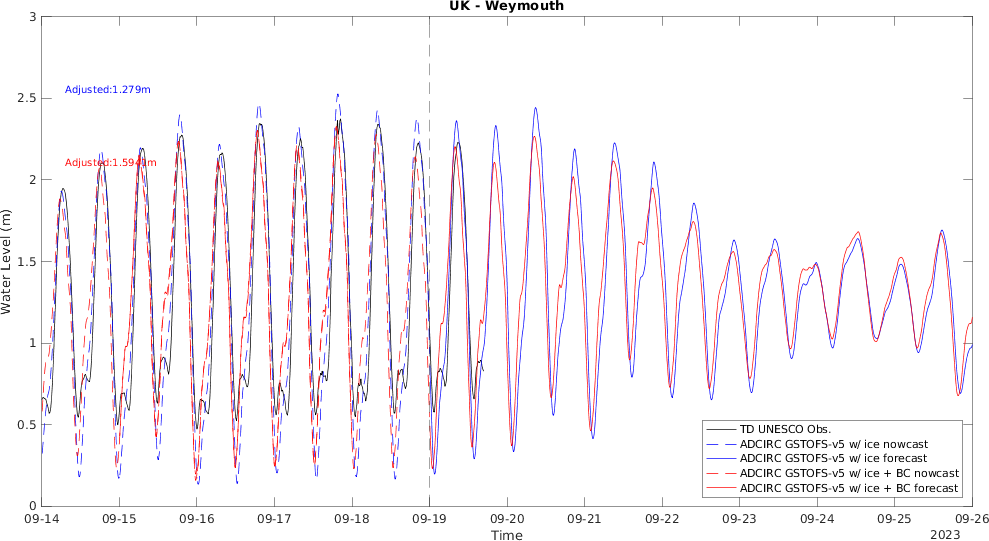 UK - Weymouth
3
2.5
2
1.5
1
0.5
0
Water Level (m)
Adjusted:1.279m
Adjusted:1.594m
TD UNESCO Obs.
ADCIRC GSTOFS-v5 w/ ice nowcast
ADCIRC GSTOFS-v5 w/ ice forecast
ADCIRC GSTOFS-v5 w/ ice + BC nowcast
ADCIRC GSTOFS-v5 w/ ice + BC forecast
09-14 09-15 09-16 09-17 09-18 09-19 09-20 09-21 09-22 09-23 09-24 09-25 09-26
Time
2023